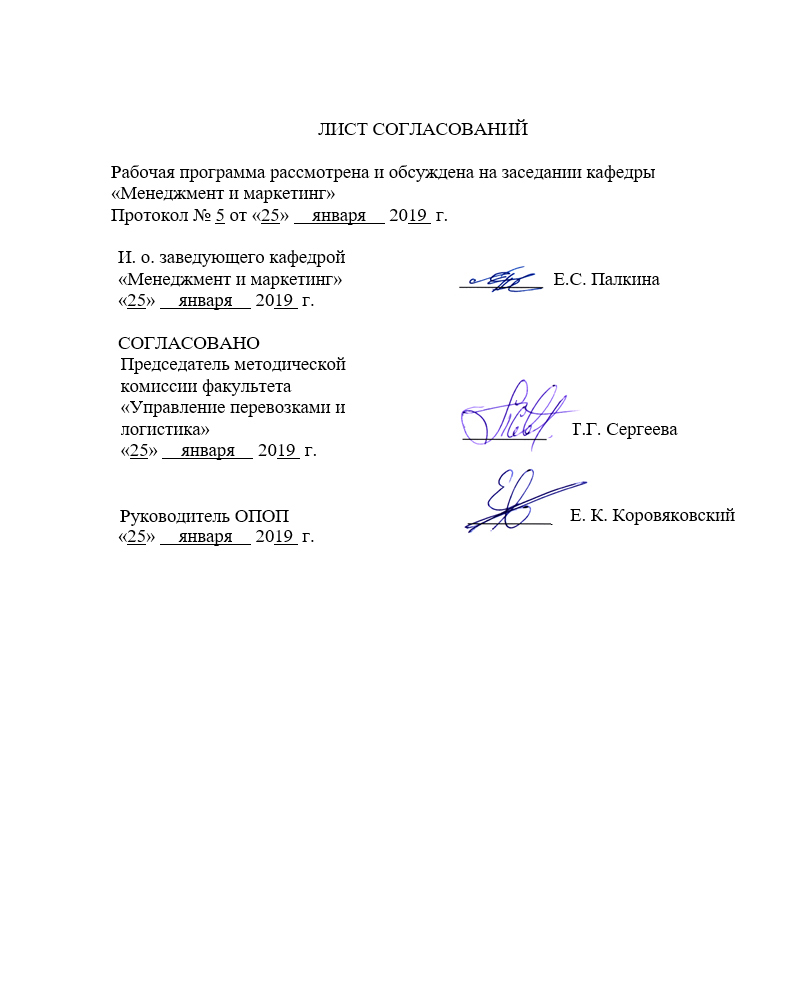 ЛИСТ СОГЛАСОВАНИЙ
Рабочая программа рассмотрена и обсуждена на заседании кафедры
«Менеджмент и маркетинг»
Протокол № 5 от «25» января 2019 г.
И. о. заведующего кафедрой
«Менеджмент и маркетинг» Е.С. Палкина
«25» января 2019 г.
СОГЛАСОВАНО
Председатель методической
комиссии факультета
«Управление перевозками и
логистика» Г.Г. Сергеева
«25» января 2019 г.
Руководитель ОПОП Е. К. Коровяковский
«25» января 2019 г.